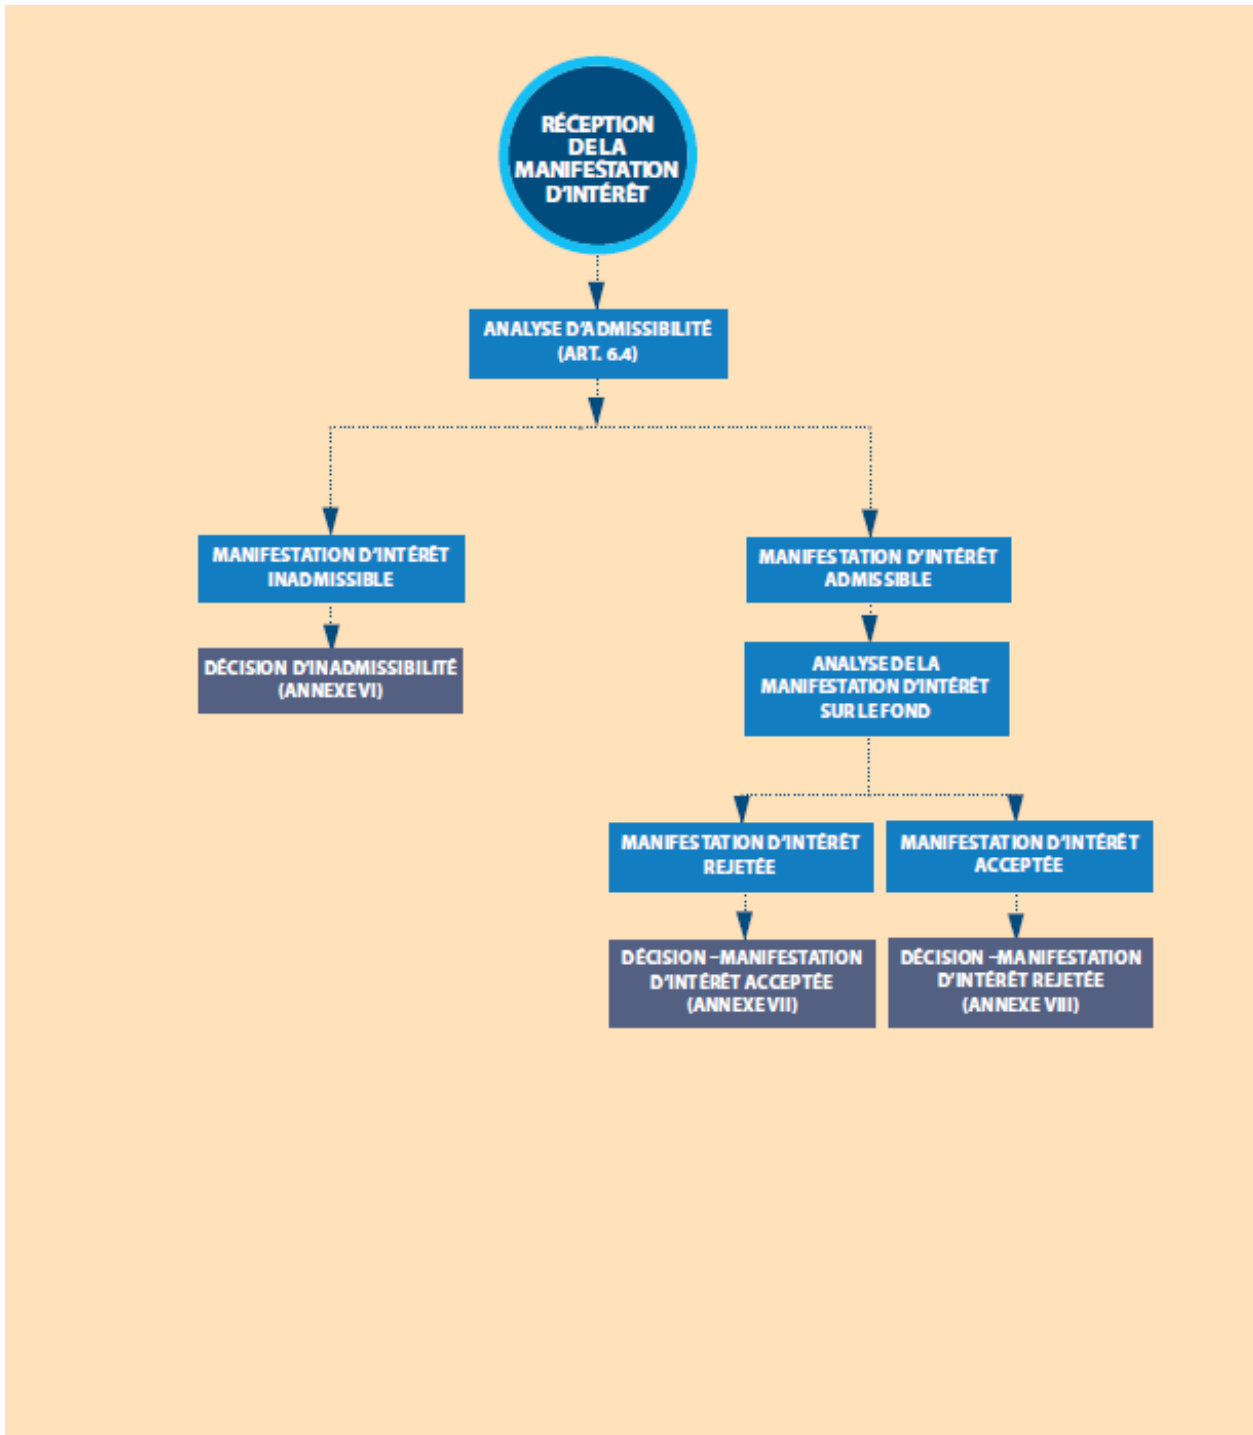 RÉCEPTION
DE LA
MANIFESTATION
D'INTÉRÊT
ANALYSE D'ADMISSIBILITÉ
(ART. 6.4)
MANIFESTATION D'INTÉRÊT
INADMISSIBLE
MANIFESTATION D'INTÉRÊT
ADMISSIBLE
DÉCISION D'INADMISSIBILITÉ
(ANNEXE VI)
ANALYSE DE LA
MANIFESTATION D'INTÉRÊT
SUR LE FOND
MANIFESTATION D'INTÉRÊT
REJETÉE
MANIFESTATION D'INTÉRÊT
ACCEPTÉE
DÉCISION –MANIFESTATION
D'INTÉRÊT ACCEPTÉE
(ANNEXE VII)
DÉCISION –MANIFESTATION
D'INTÉRÊT REJETÉE
(ANNEXE VIII)